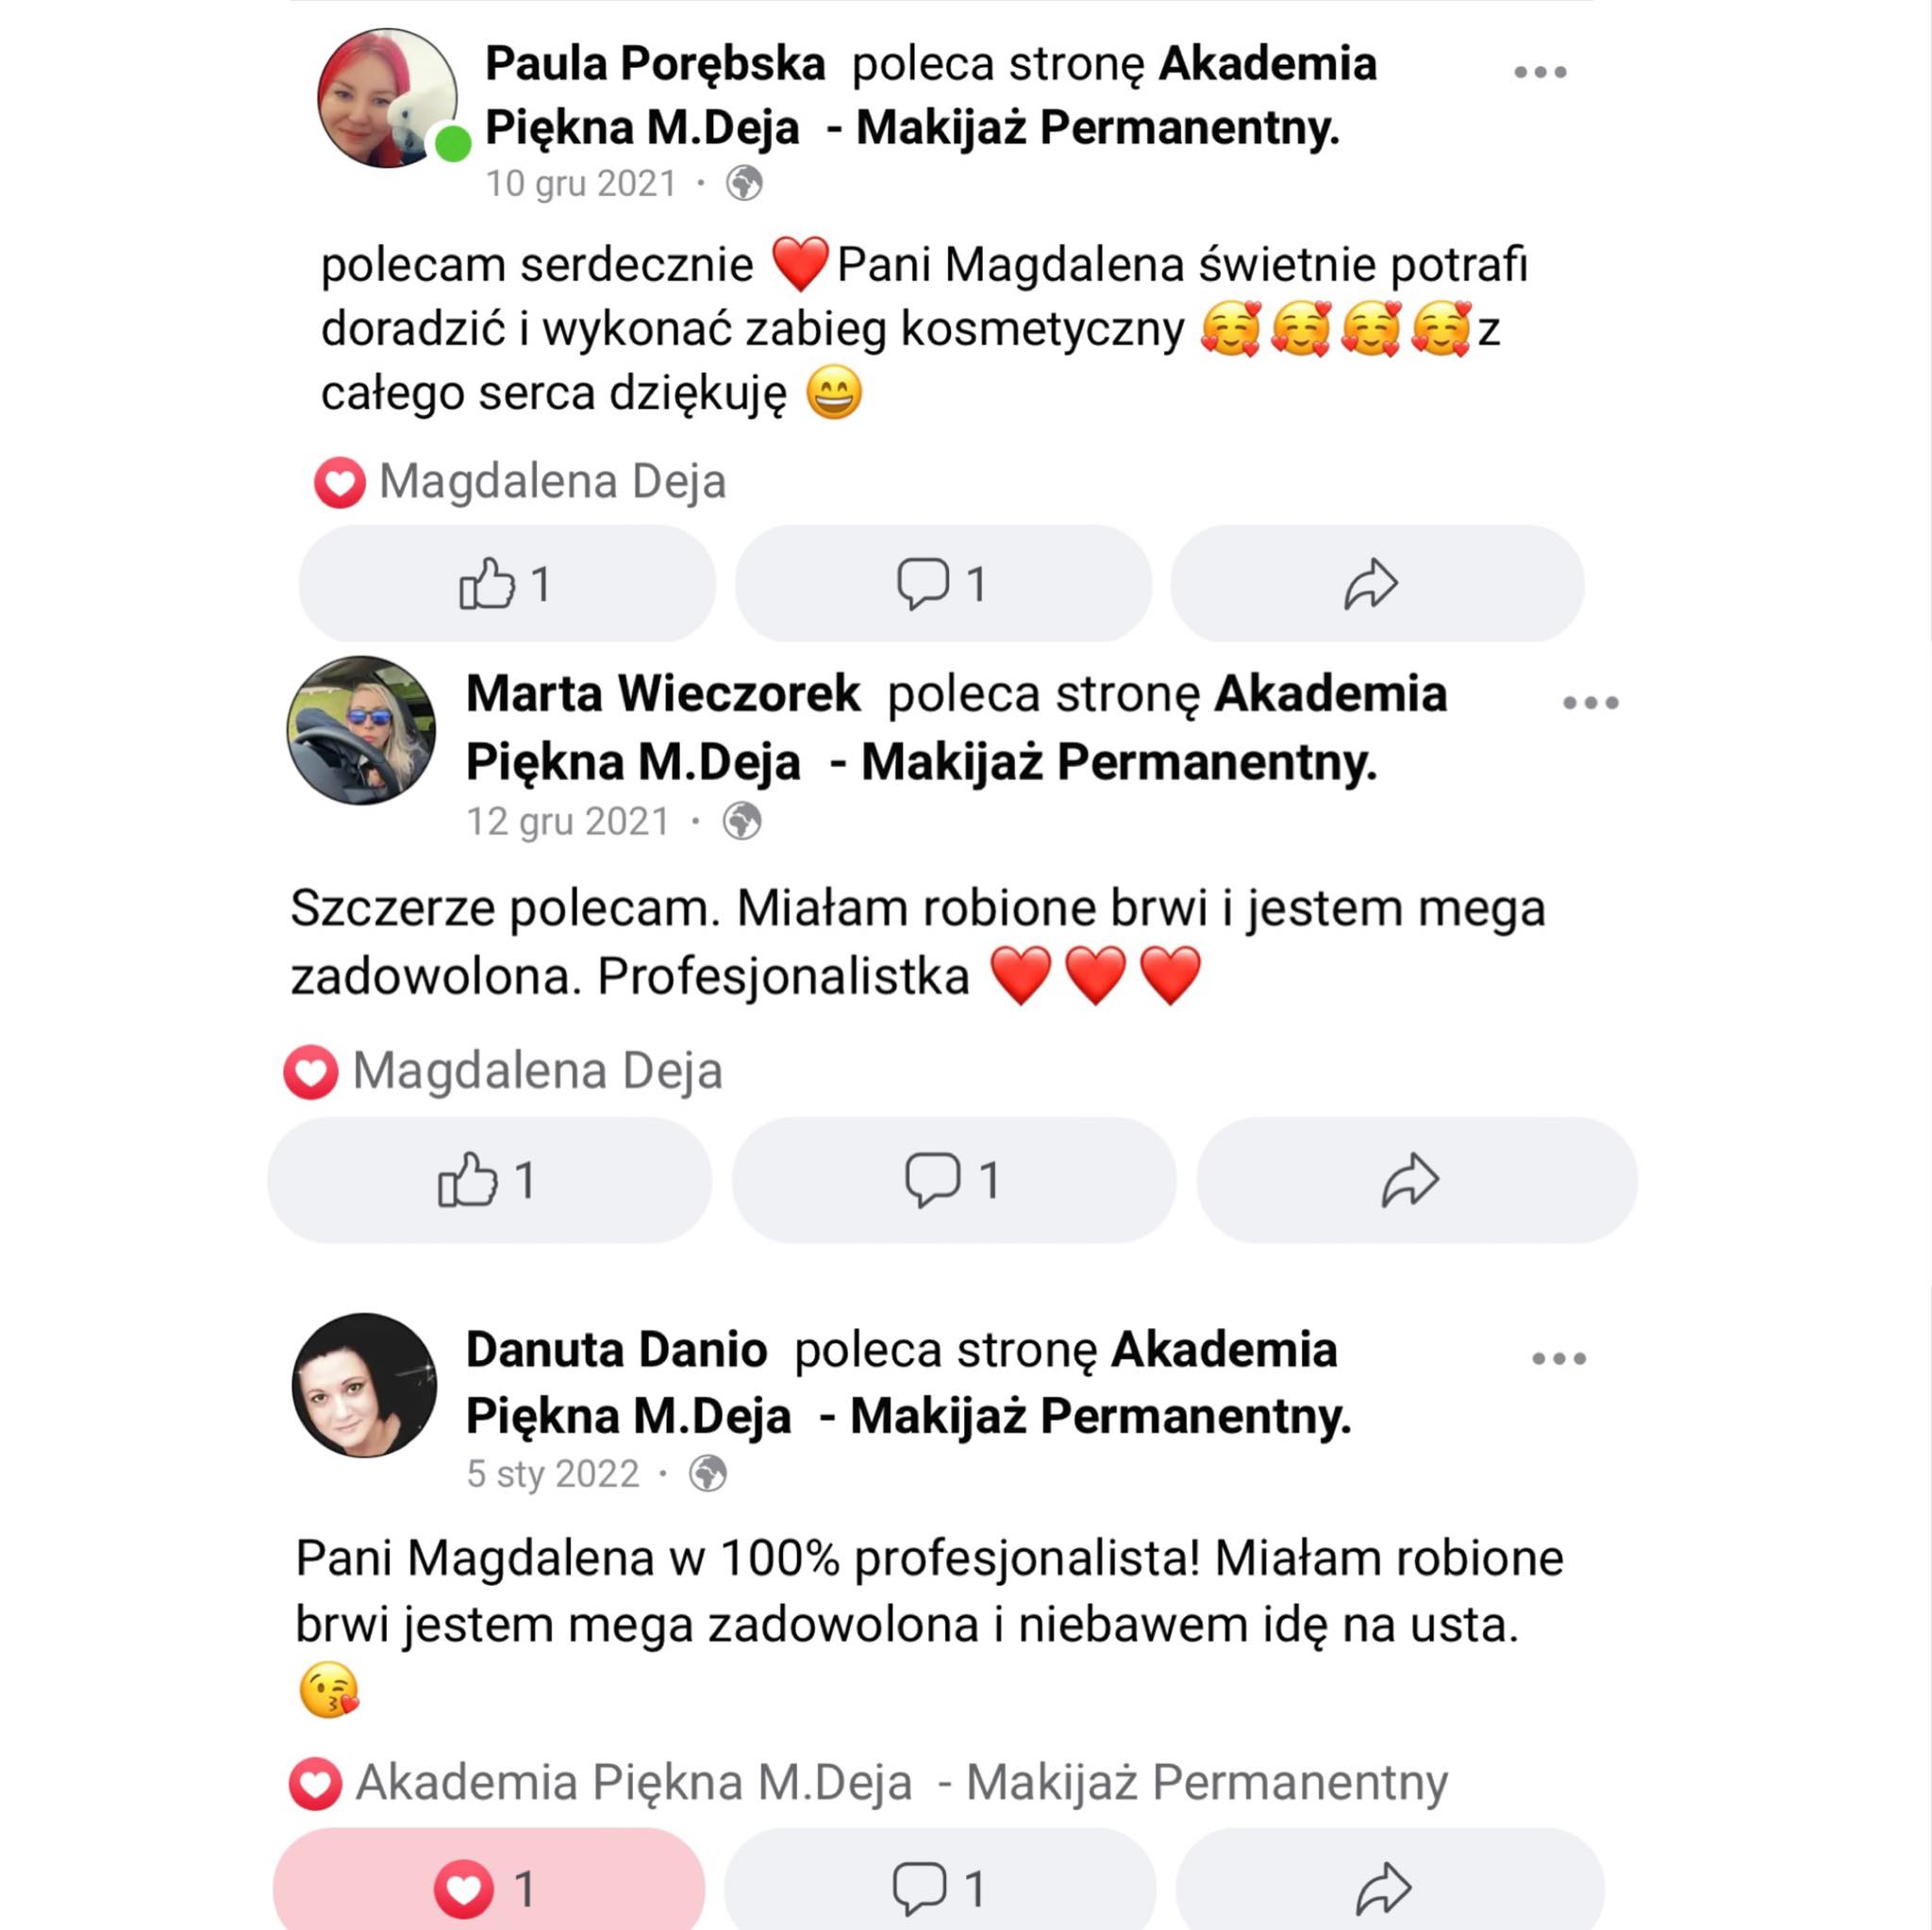 Paula Porębska poleca stronę Akademia
Piękna M.Deja - Makijaż Permanentny.
10 gru 2021 ·
polecam serdecznie ❤️Pani Magdalena świetnie potrafi
doradzić i wykonać zabieg kosmetyczny 🥰🥰🥰🥰z
całego serca dziękuję 😄
Magdalena Deja
1 1
Marta Wieczorek poleca stronę Akademia
Piękna M.Deja - Makijaż Permanentny.
12 gru 2021 ·
Szczerze polecam. Miałam robione brwi i jestem mega
zadowolona. Profesjonalistka ❤️❤️❤️
Magdalena Deja
1 1
Danuta Danio poleca stronę Akademia
Piękna M.Deja - Makijaż Permanentny.
5 sty 2022 ·
Pani Magdalena w 100% profesjonalista! Miałam robione
brwi jestem mega zadowolona i niebawem idę na usta.
😘
Akademia Piękna M.Deja - Makijaż Permanentny
1 1